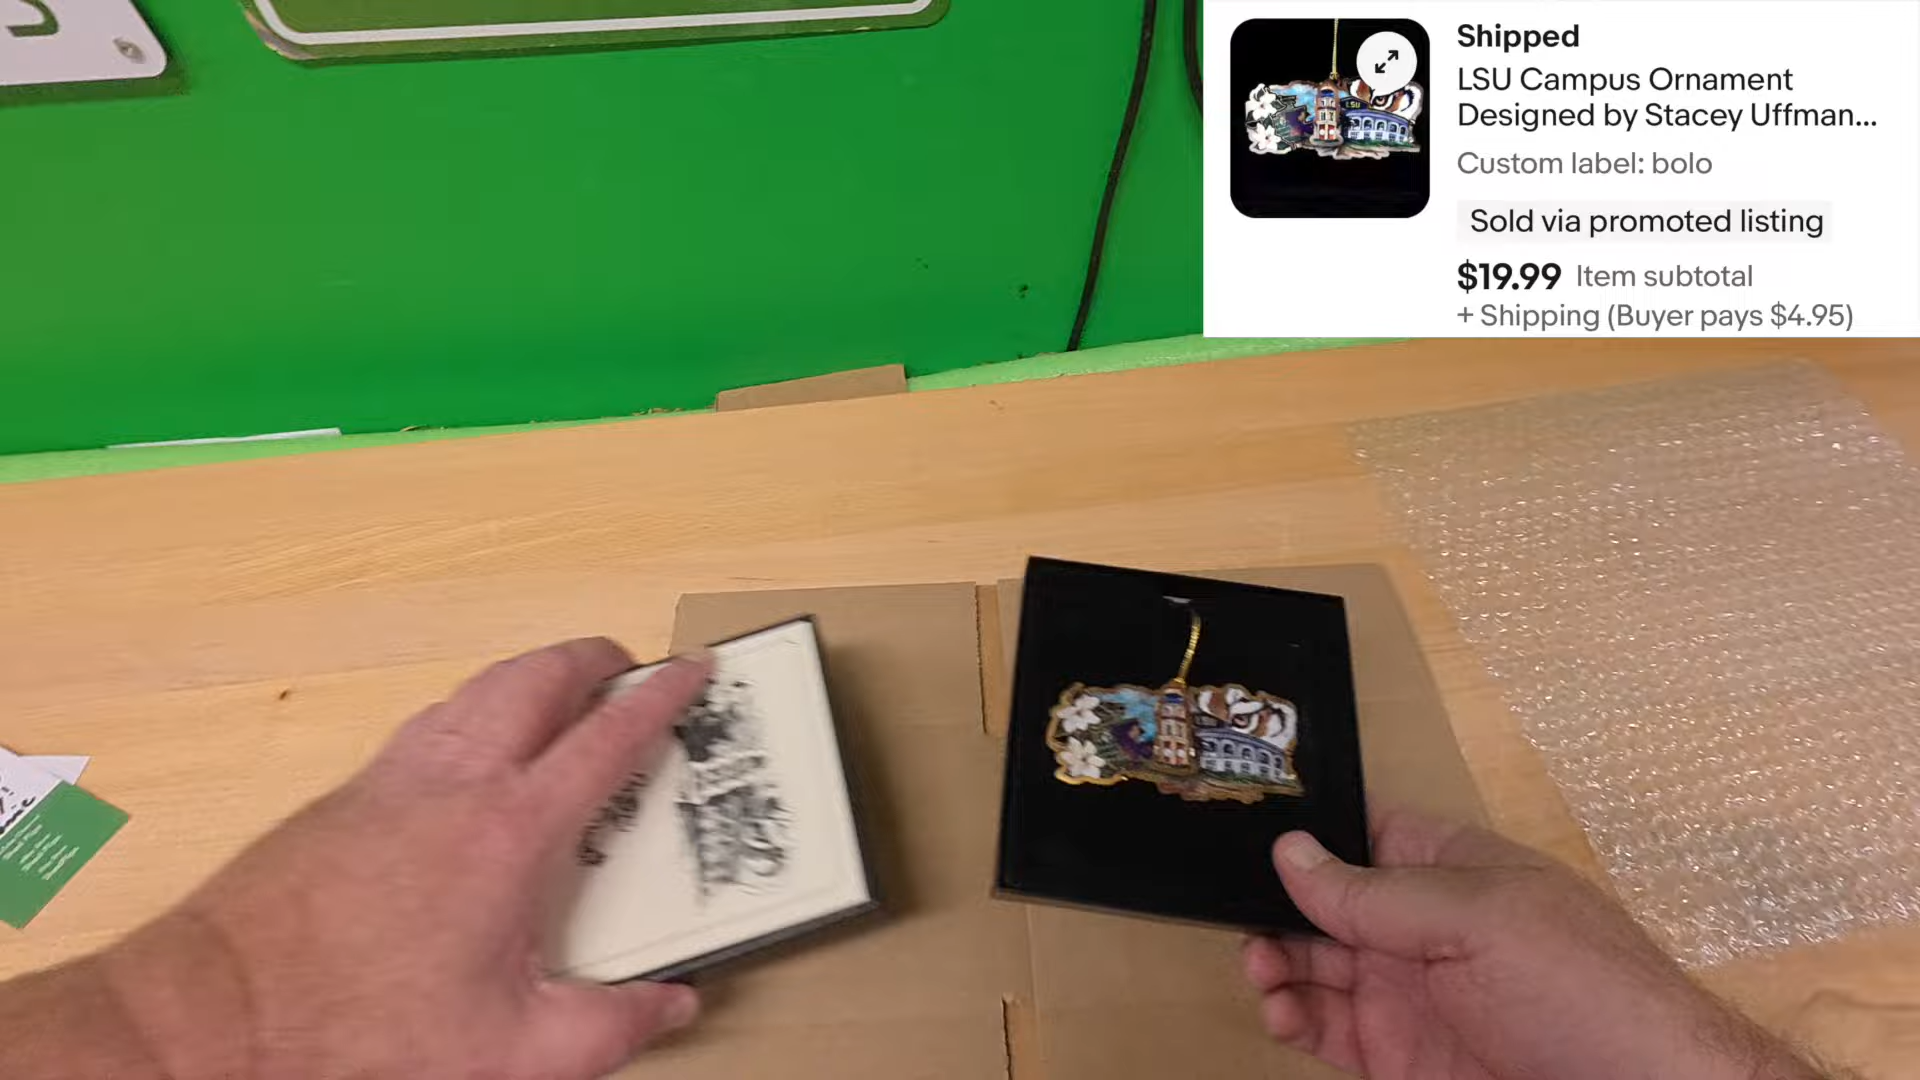 Shipped
LSU Campus Ornament
Designed by Stacey Uffman...
Custom label: bolo
Sold via promoted listing
$19.99 Item subtotal
+ Shipping (Buyer pays $4.95)
LSU